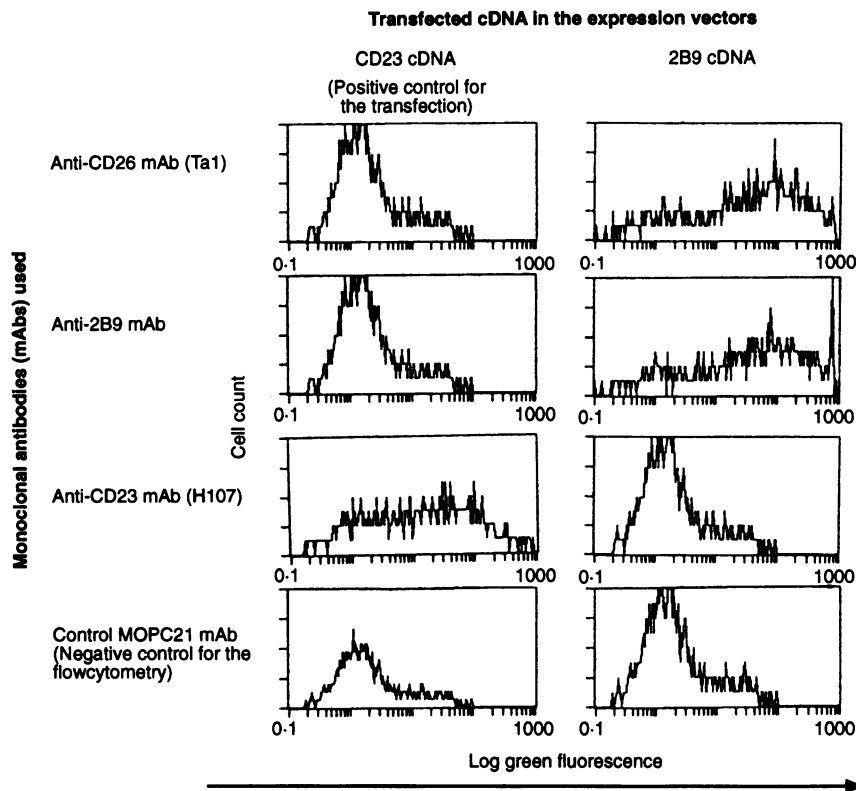 Transfected cDNA in the expression vectors
CD23 cDNA
(Positive control for
the transfection)
2B9 cDNA
Monoclonal antibodies (mAbs) used
Cell count
Anti-CD26 mAb (Ta1)
0·1
1000
0·1
1000
Anti-2B9 mAb
0·1
1000
0·1
1000
Anti-CD23 mAb (H107)
0·1
1000
0·1
1000
Control MOPC21 mAb
(Negative control for the
flowcytometry)
0·1
1000
0·1
1000
Log green fluorescence